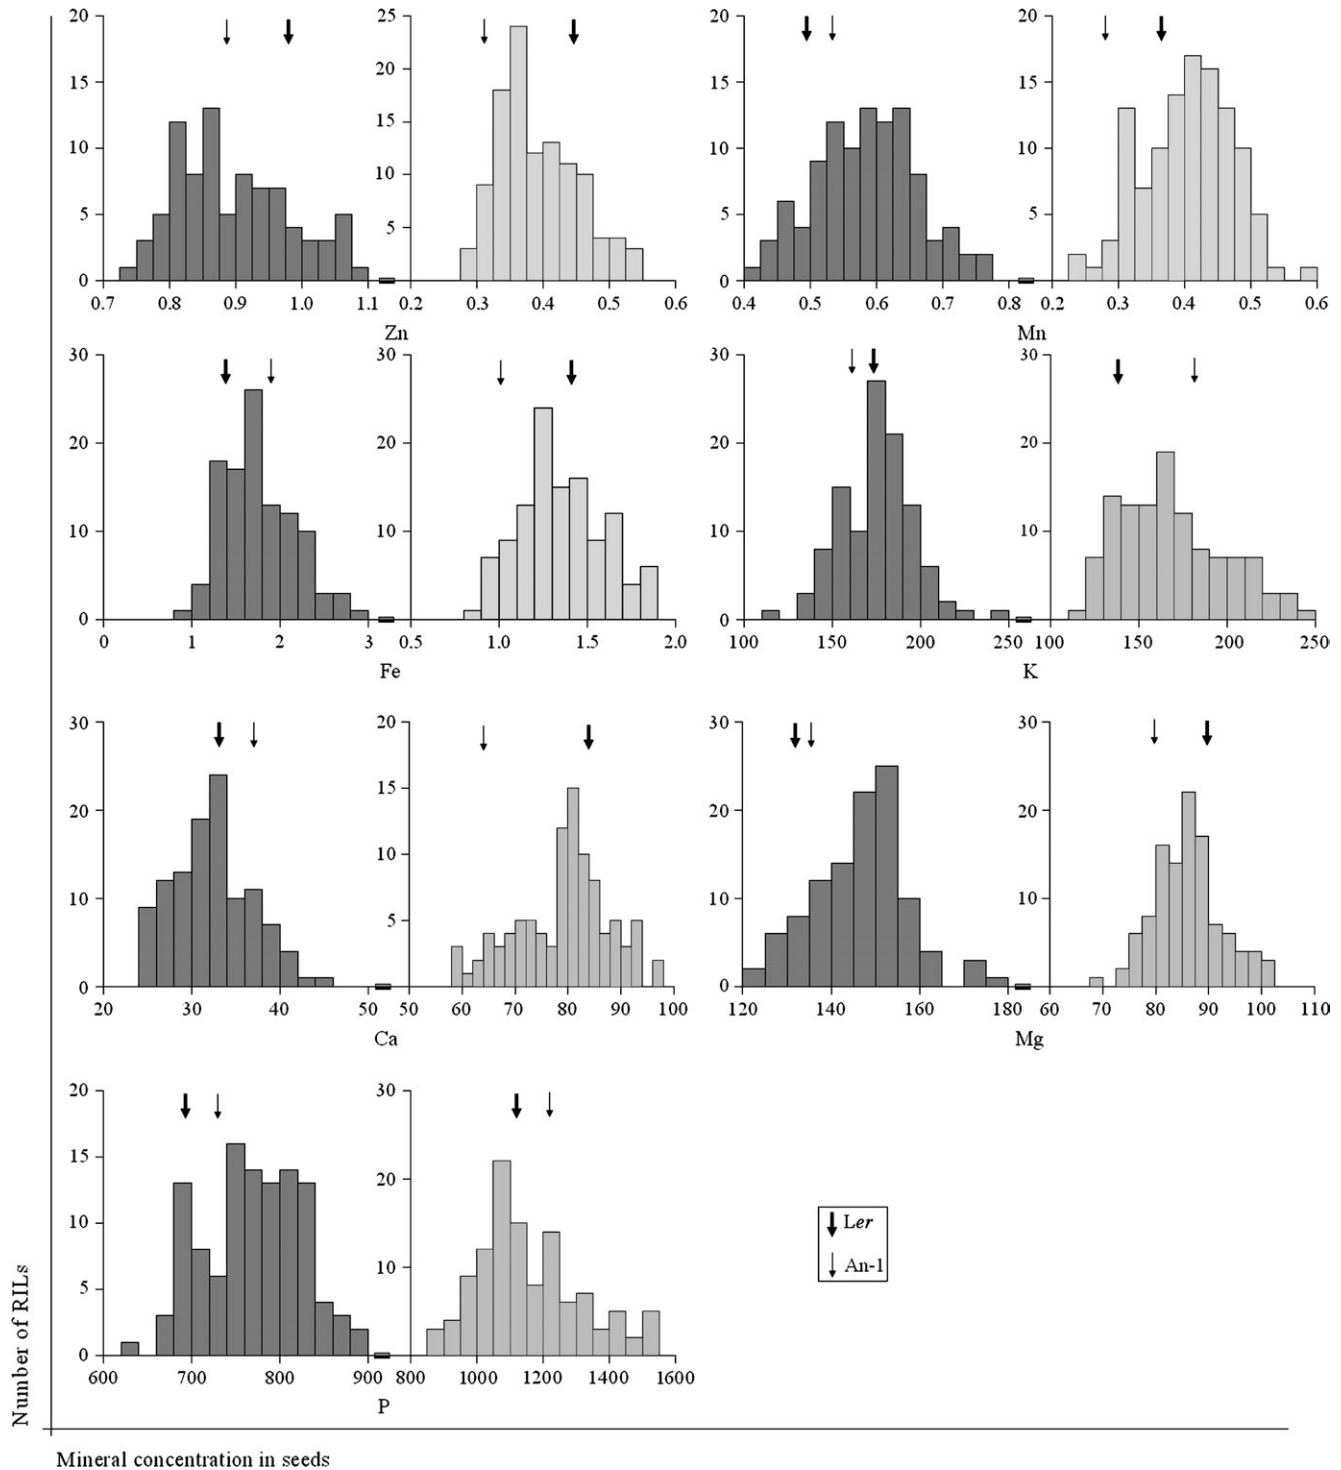 20 15 10 5 0
0.7 0.8 0.9 1.0 1.1
25 20 15 10 5
0.2 0.3 0.4 0.5 0.6
Zn
20 15 10 5 0
0.4 0.5 0.6 0.7 0.8
20 15 10 5 0
0.2 0.3 0.4 0.5 0.6
Mn
30 20 10 0
0 1 2 3
30 20 10
0.5 1.0 1.5 2.0
Fe
30 20 10 0
100 150 200 250
30 20 10
100 150 200 250
K
30 20 10 0
20 30 40 50
20 15 10 5
50 60 70 80 90 100
Ca
30 20 10 0
120 140 160 180
30 20 10
60 70 80 90 100 110
Mg
20 15 10 5 0
600 700 800 900
30 20 10
800 1000 1200 1400 1600
P
Ler
An-1
Number of RILs
Mineral concentration in seeds